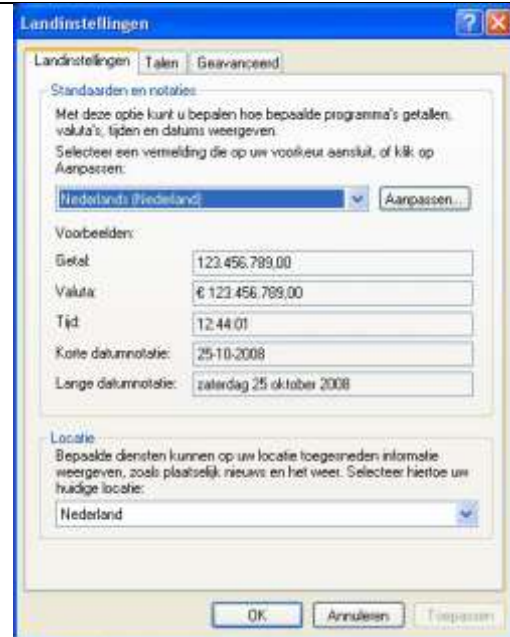 Landinstellingen
Landinstellingen Talen Geavanceerd
Standaarden en notaties
Met deze optie kunt u bepalen hoe bepaalde programma's getallen,
valuta's, tijden en datums weergeven.
Selecteer een vermelding die op uw voorkeur aansluit, of klik op
Aanpassen:
Nederlands (Nederland) Aanpassen...
Voorbeelden:
Getal: 123.456.789,00
Valuta: € 123.456.789,00
Tijd: 12:44:01
Korte datumnotatie: 25-10-2008
Lange datumnotatie: zaterdag 25 oktober 2008
Locatie
Bepaalde diensten kunnen op uw locatie toegesneden informatie
weergeven, zoals plaatselijk nieuws en het weer. Selecteer hiertoe uw
huidige locatie:
Nederland
OK Annuleren Toepassen